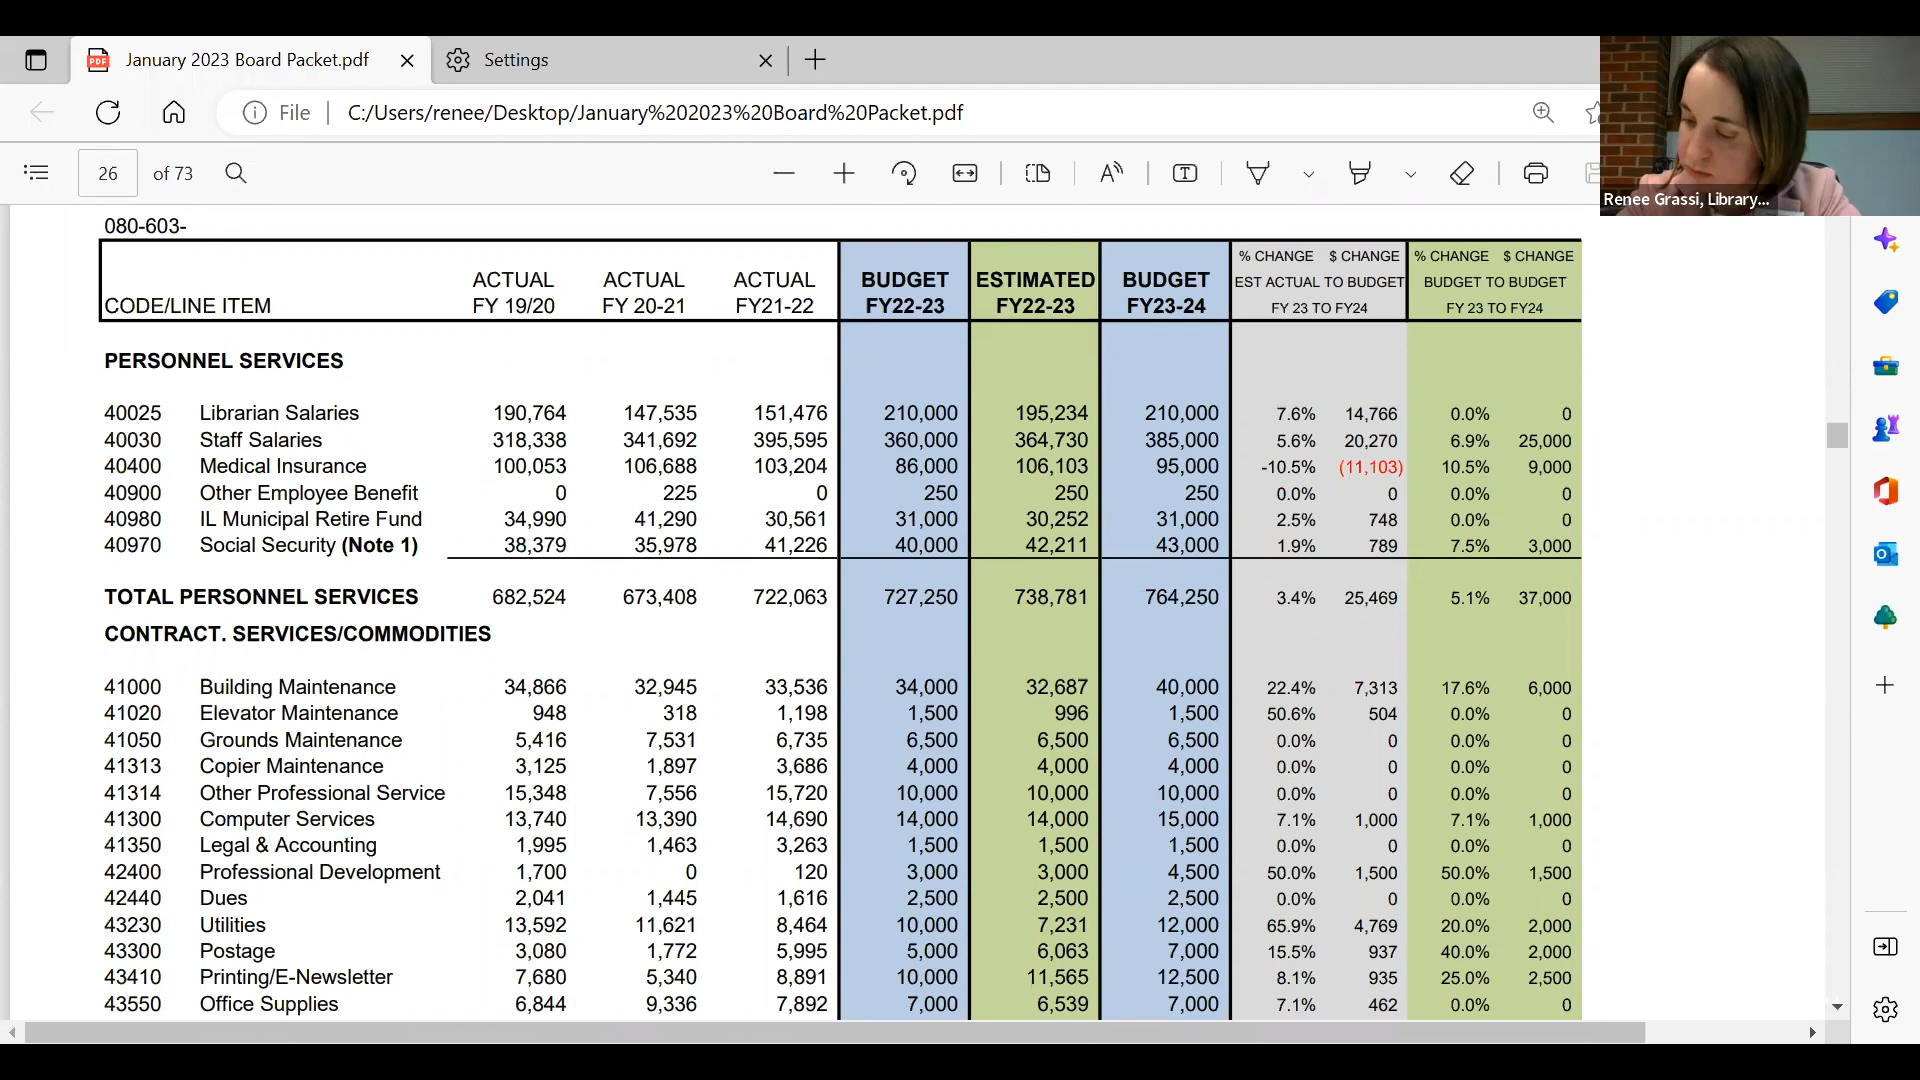 January 2023 Board Packet.pdf
Settings
File
C:/Users/renee/Desktop/January%202023%20Board%20Packet.pdf
26 of 73
Renee Grassi, Library...
080-603-
CODE/LINE ITEM ACTUAL FY 19/20 ACTUAL FY 20-21 ACTUAL FY21-22 BUDGET FY22-23 ESTIMATED FY22-23 BUDGET FY23-24 % CHANGE $ CHANGE EST ACTUAL TO BUDGET FY 23 TO FY24 % CHANGE $ CHANGE BUDGET TO BUDGET FY 23 TO FY24
PERSONNEL SERVICES
40025 Librarian Salaries 190,764 147,535 151,476 210,000 195,234 210,000 7.6% 14,766 0.0% 0
40030 Staff Salaries 318,338 341,692 395,595 360,000 364,730 385,000 5.6% 20,270 6.9% 25,000
40400 Medical Insurance 100,053 106,688 103,204 86,000 106,103 95,000 -10.5% (11,103) 10.5% 9,000
40900 Other Employee Benefit 0 225 0 250 250 250 0.0% 0 0.0% 0
40980 IL Municipal Retire Fund 34,990 41,290 30,561 31,000 30,252 31,000 2.5% 748 0.0% 0
40970 Social Security (Note 1) 38,379 35,978 41,226 40,000 42,211 43,000 1.9% 789 7.5% 3,000
TOTAL PERSONNEL SERVICES 682,524 673,408 722,063 727,250 738,781 764,250 3.4% 25,469 5.1% 37,000
CONTRACT. SERVICES/COMMODITIES
41000 Building Maintenance 34,866 32,945 33,536 34,000 32,687 40,000 22.4% 7,313 17.6% 6,000
41020 Elevator Maintenance 948 318 1,198 1,500 996 1,500 50.6% 504 0.0% 0
41050 Grounds Maintenance 5,416 7,531 6,735 6,500 6,500 6,500 0.0% 0 0.0% 0
41313 Copier Maintenance 3,125 1,897 3,686 4,000 4,000 4,000 0.0% 0 0.0% 0
41314 Other Professional Service 15,348 7,556 15,720 10,000 10,000 10,000 0.0% 0 0.0% 0
41300 Computer Services 13,740 13,390 14,690 14,000 14,000 15,000 7.1% 1,000 7.1% 1,000
41350 Legal & Accounting 1,995 1,463 3,263 1,500 1,500 1,500 0.0% 0 0.0% 0
42400 Professional Development 1,700 0 120 3,000 3,000 4,500 50.0% 1,500 50.0% 1,500
42440 Dues 2,041 1,445 1,616 2,500 2,500 2,500 0.0% 0 0.0% 0
43230 Utilities 13,592 11,621 8,464 10,000 7,231 12,000 65.9% 4,769 20.0% 2,000
43300 Postage 3,080 1,772 5,995 5,000 6,063 7,000 15.5% 937 40.0% 2,000
43410 Printing/E-Newsletter 7,680 5,340 8,891 10,000 11,565 12,500 8.1% 935 25.0% 2,500
43550 Office Supplies 6,844 9,336 7,892 7,000 6,539 7,000 7.1% 462 0.0% 0